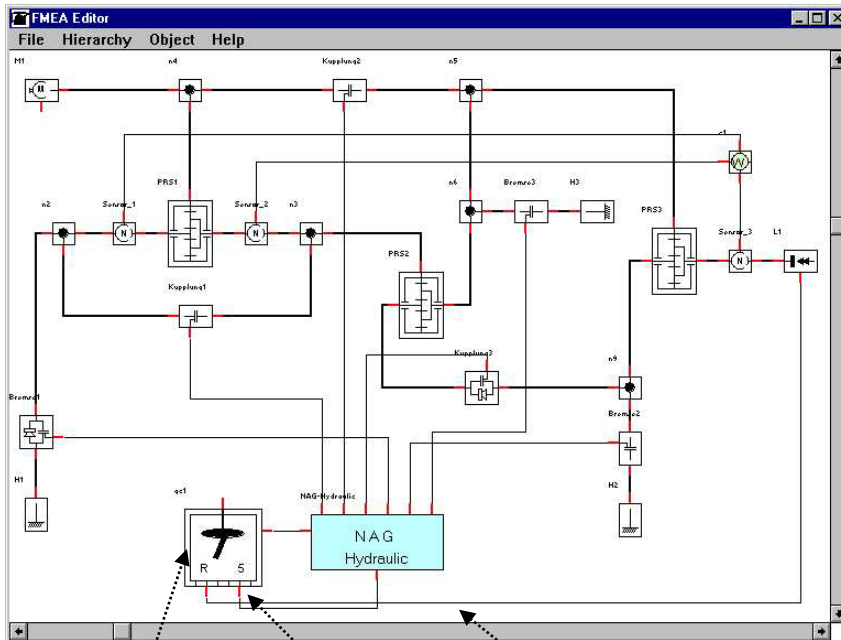 FMEA Editor
File Hierarchy Object Help
M1
n4
Kupplung2
n5
c1
PRS1
n6
Bremse3
H3
PRS3
n2
Sensor_1
Sensor_2
n3
Sensor_3
L1
PRS2
N
N
N
Kupplung1
Kupplung3
n9
Bremse1
Bremse2
H1
gc1
NAG-Hydraulic
H2
NAG
Hydraulic
R 5